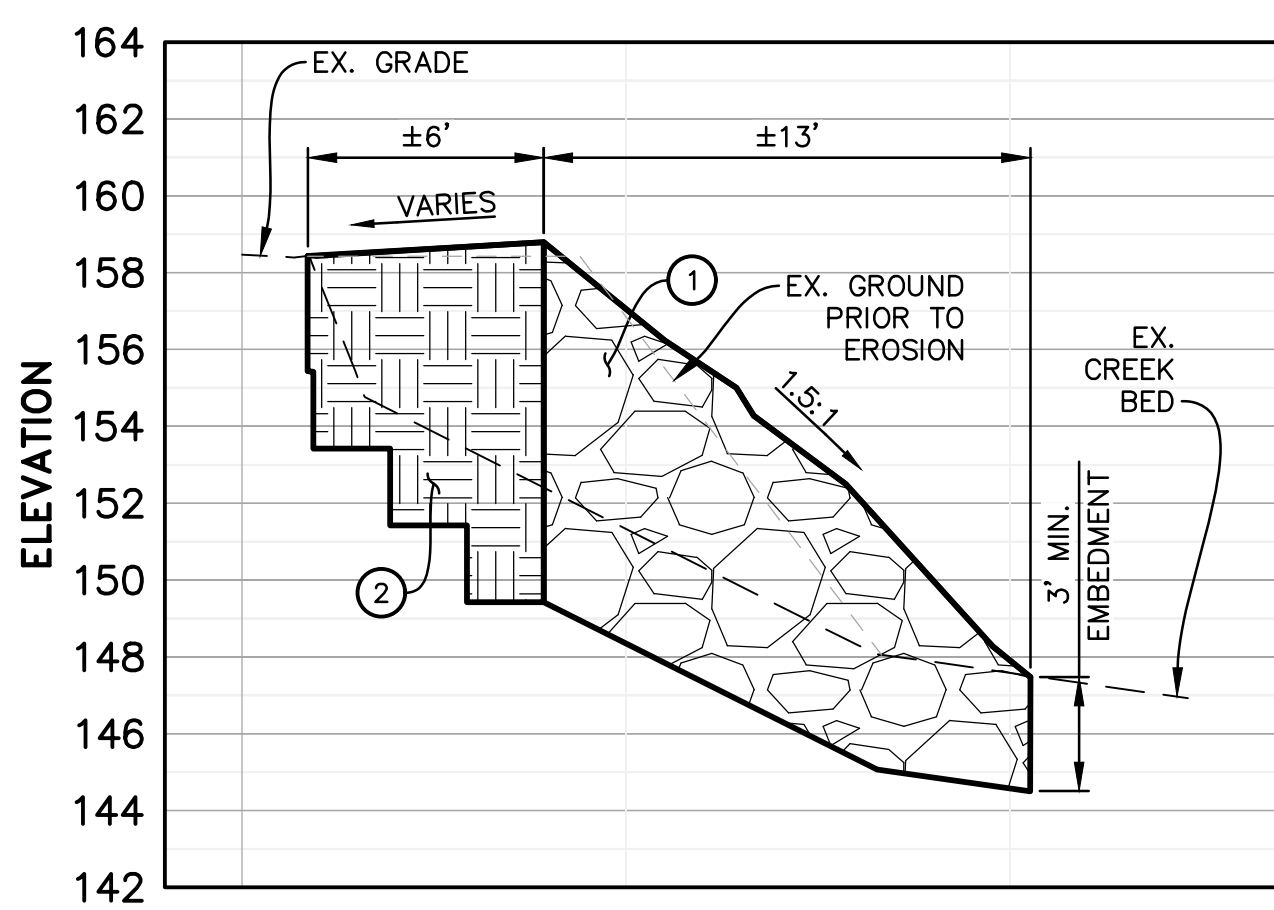 164
EX. GRADE
162
±6’
±13’
160
VARIES
158
1
EX. GROUND
PRIOR TO
EROSION
156
EX.
CREEK
BED
1.5:1
154
152
3’ MIN.
EMBEDMENT
150
2
148
146
144
142
ELEVATION